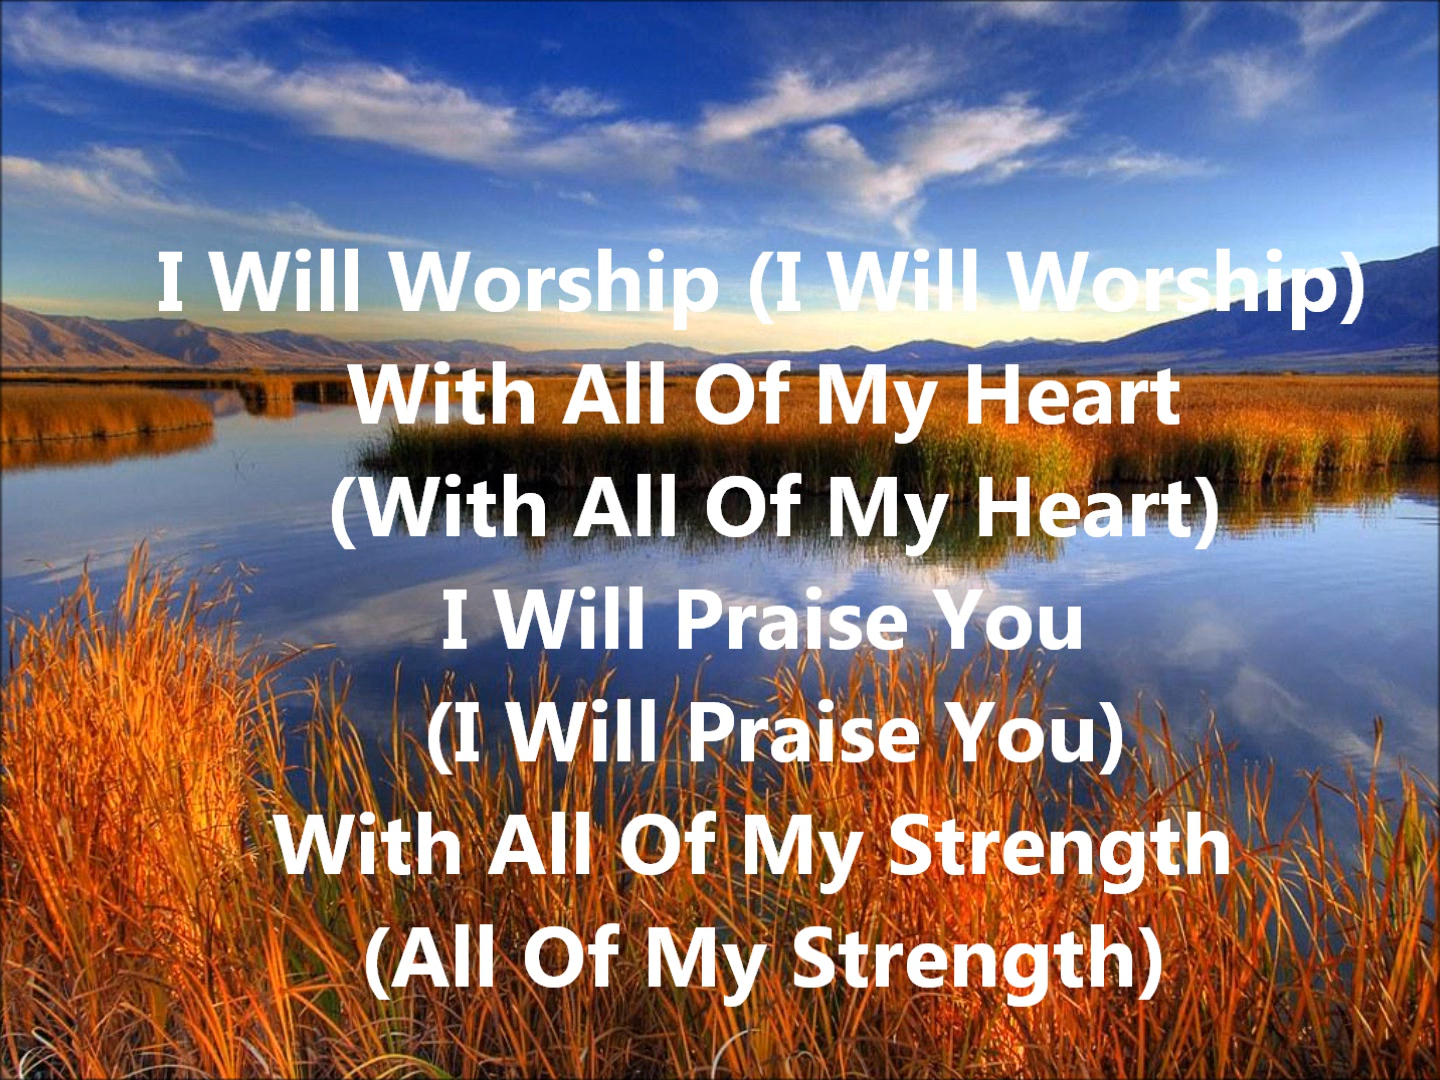 I Will Worship (I Will Worship)
With All Of My Heart
(With All Of My Heart)
I Will Praise You
(I Will Praise You)
With All Of My Strength
(All Of My Strength)